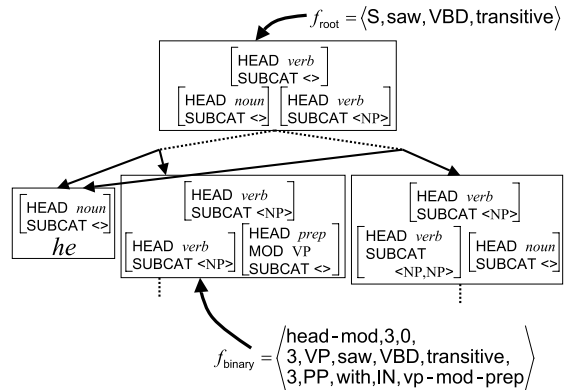 f_root = ⟨S, saw, VBD, transitive⟩
HEAD verb
SUBCAT <>
HEAD noun
SUBCAT <>
HEAD verb
SUBCAT <NP>
HEAD noun
SUBCAT <>
he
HEAD verb
SUBCAT <NP>
HEAD verb
SUBCAT <NP>
HEAD prep
MOD VP
SUBCAT <>
HEAD verb
SUBCAT <NP>
HEAD verb
SUBCAT
<NP,NP>
HEAD noun
SUBCAT <>
f_binary = ⟨head-mod,3,0,
3, VP, saw, VBD, transitive,
3, PP, with, IN, vp-mod-prep⟩